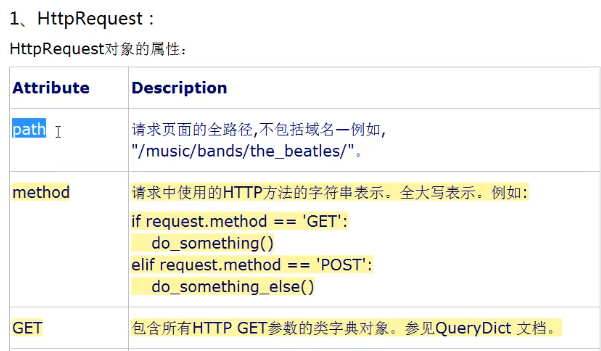 1、HttpRequest：
HttpRequest对象的属性：
Attribute Description
path 请求页面的全路径,不包括域名—例如,
"/music/bands/the_beatles/"。
method 请求中使用的HTTP方法的字符串表示。全大写表示。例如:
if request.method == 'GET':
do_something()
elif request.method == 'POST':
do_something_else()
GET 包含所有HTTP GET参数的类字典对象。参见QueryDict 文档。